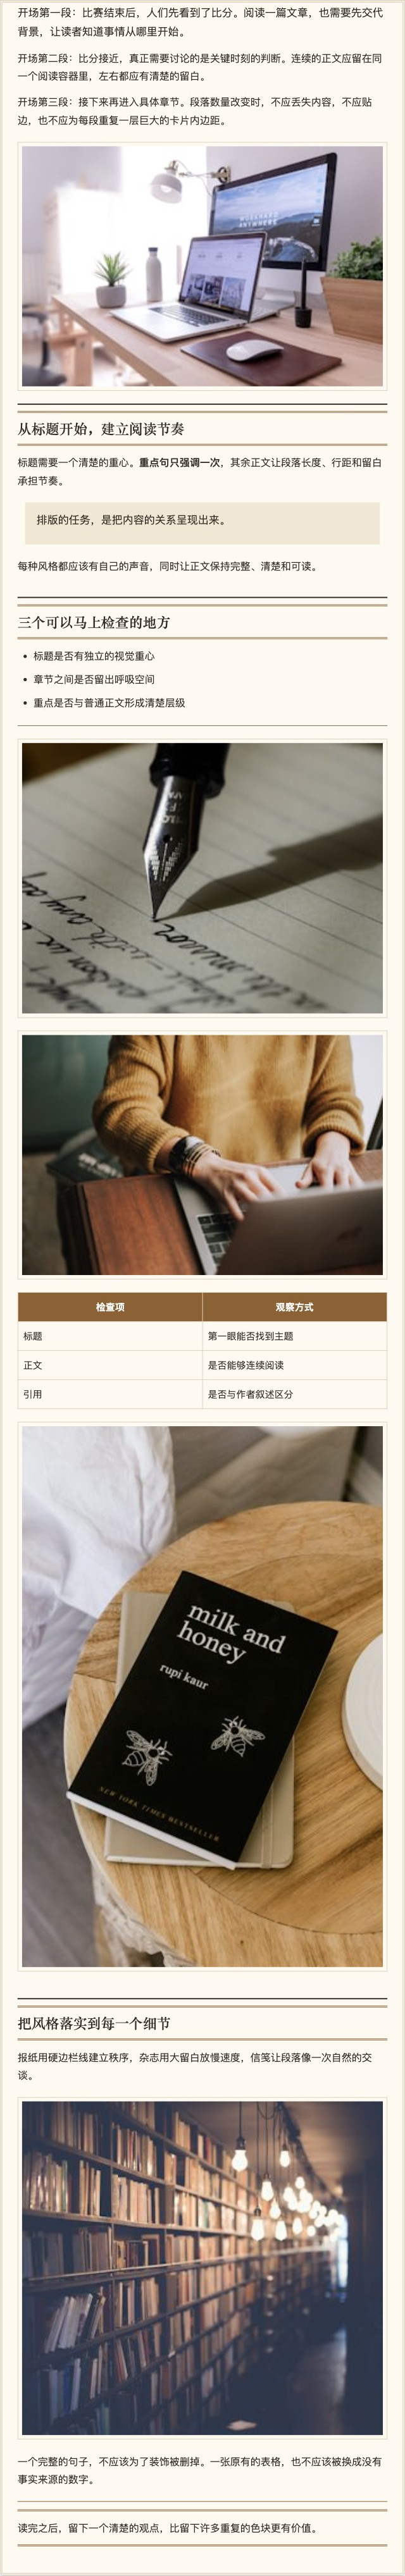 开场第一段：比赛结束后，人们先看到了比分。阅读一篇文章，也需要先交代
背景，让读者知道事情从哪里开始。
开场第二段：比分接近，真正需要讨论的是关键时刻的判断。连续的正文应留在同
一个阅读容器里，左右都应有清楚的留白。
开场第三段：接下来再进入具体章节。段落数量改变时，不应丢失内容，不应贴
边，也不应为每段重复一层巨大的卡片内边距。
从标题开始，建立阅读节奏
标题需要一个清楚的重心。重点句只强调一次，其余正文让段落长度、行距和留白
承担节奏。
排版的任务，是把内容的关系呈现出来。
每种风格都应该有自己的声音，同时让正文保持完整、清楚和可读。
三个可以马上检查的地方
• 标题是否有独立的视觉重心
• 章节之间是否留出呼吸空间
• 重点是否与普通正文形成清楚层级
检查项 观察方式
标题 第一眼能否找到主题
正文 是否能够连续阅读
引用 是否与作者叙述区分
milk and
honey
rupi kaur
NEW YORK TIMES BESTSELLER
把风格落实到每一个细节
报纸用硬边栏线建立秩序，杂志用大留白放慢速度，信笺让段落像一次自然的交
谈。
一个完整的句子，不应该为了装饰被删掉。一张原有的表格，也不应该被换成没有
事实来源的数字。
读完之后，留下一个清楚的观点，比留下许多重复的色块更有价值。